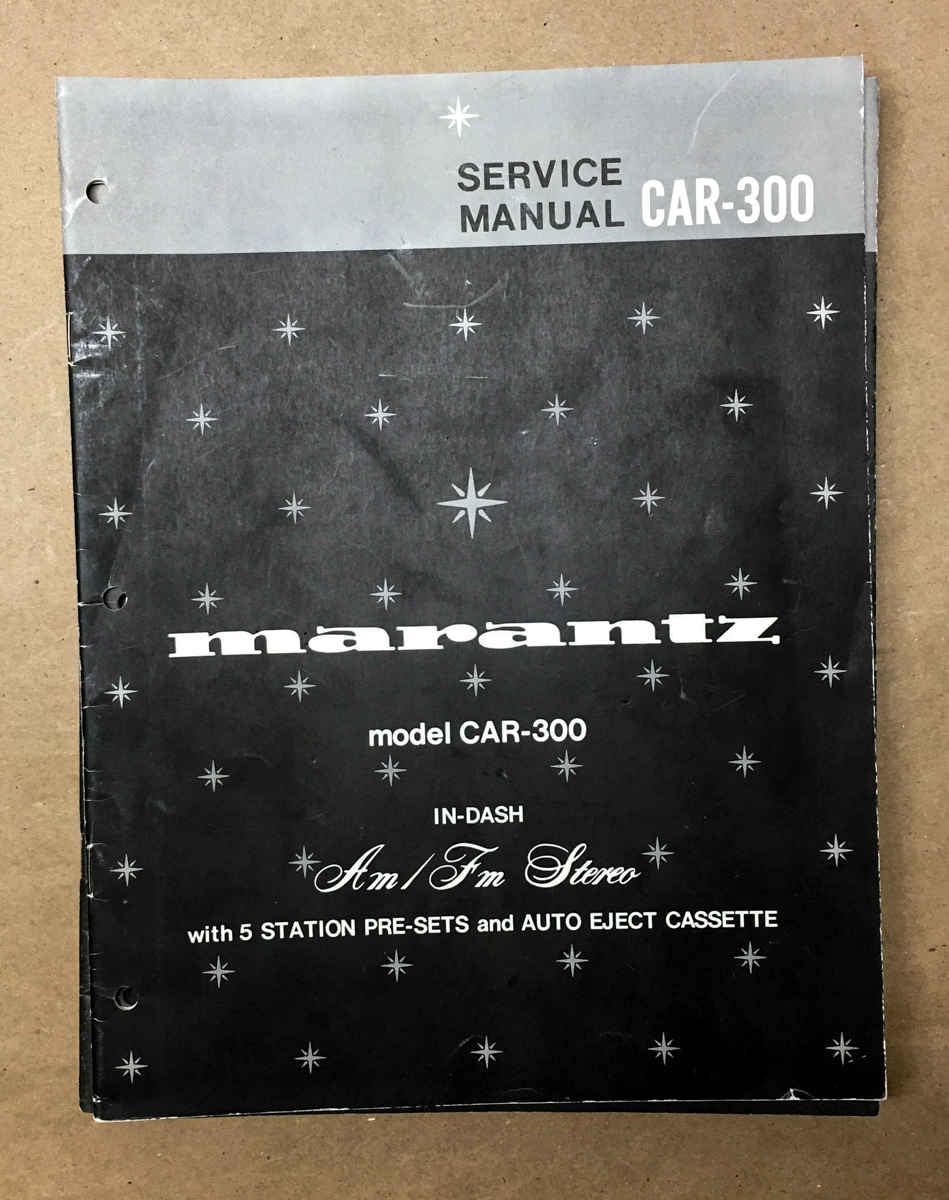 SERVICE
MANUAL CAR-300
marantz
model CAR-300
IN-DASH
Am/Fm Stereo
with 5 STATION PRE-SETS and AUTO EJECT CASSETTE